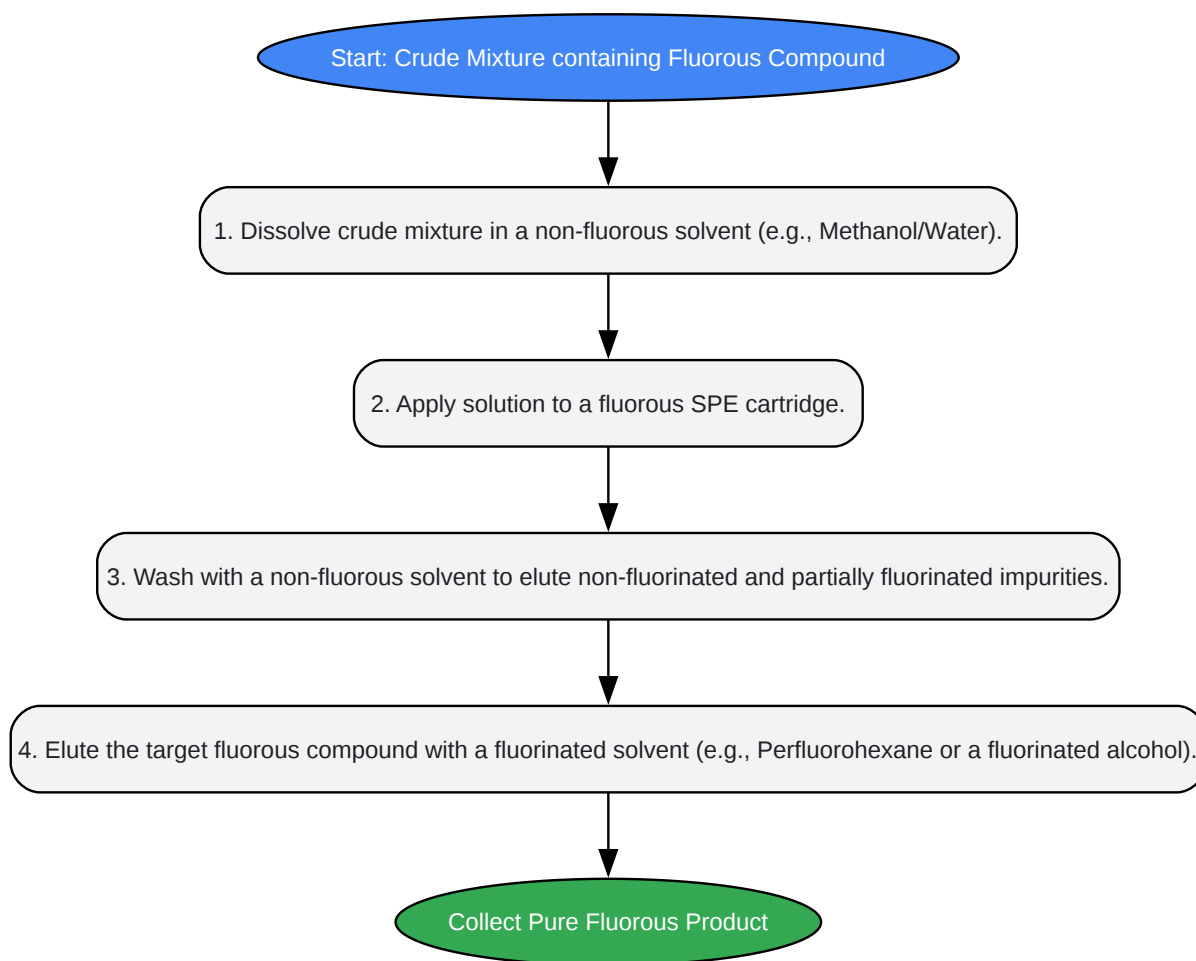 Start: Crude Mixture containing Fluorous Compound
1. Dissolve crude mixture in a non-fluorous solvent (e.g., Methanol/Water).
2. Apply solution to a fluorous SPE cartridge.
3. Wash with a non-fluorous solvent to elute non-fluorinated and partially fluorinated impurities.
4. Elute the target fluorous compound with a fluorinated solvent (e.g., Perfluorohexane or a fluorinated alcohol).
Collect Pure Fluorous Product